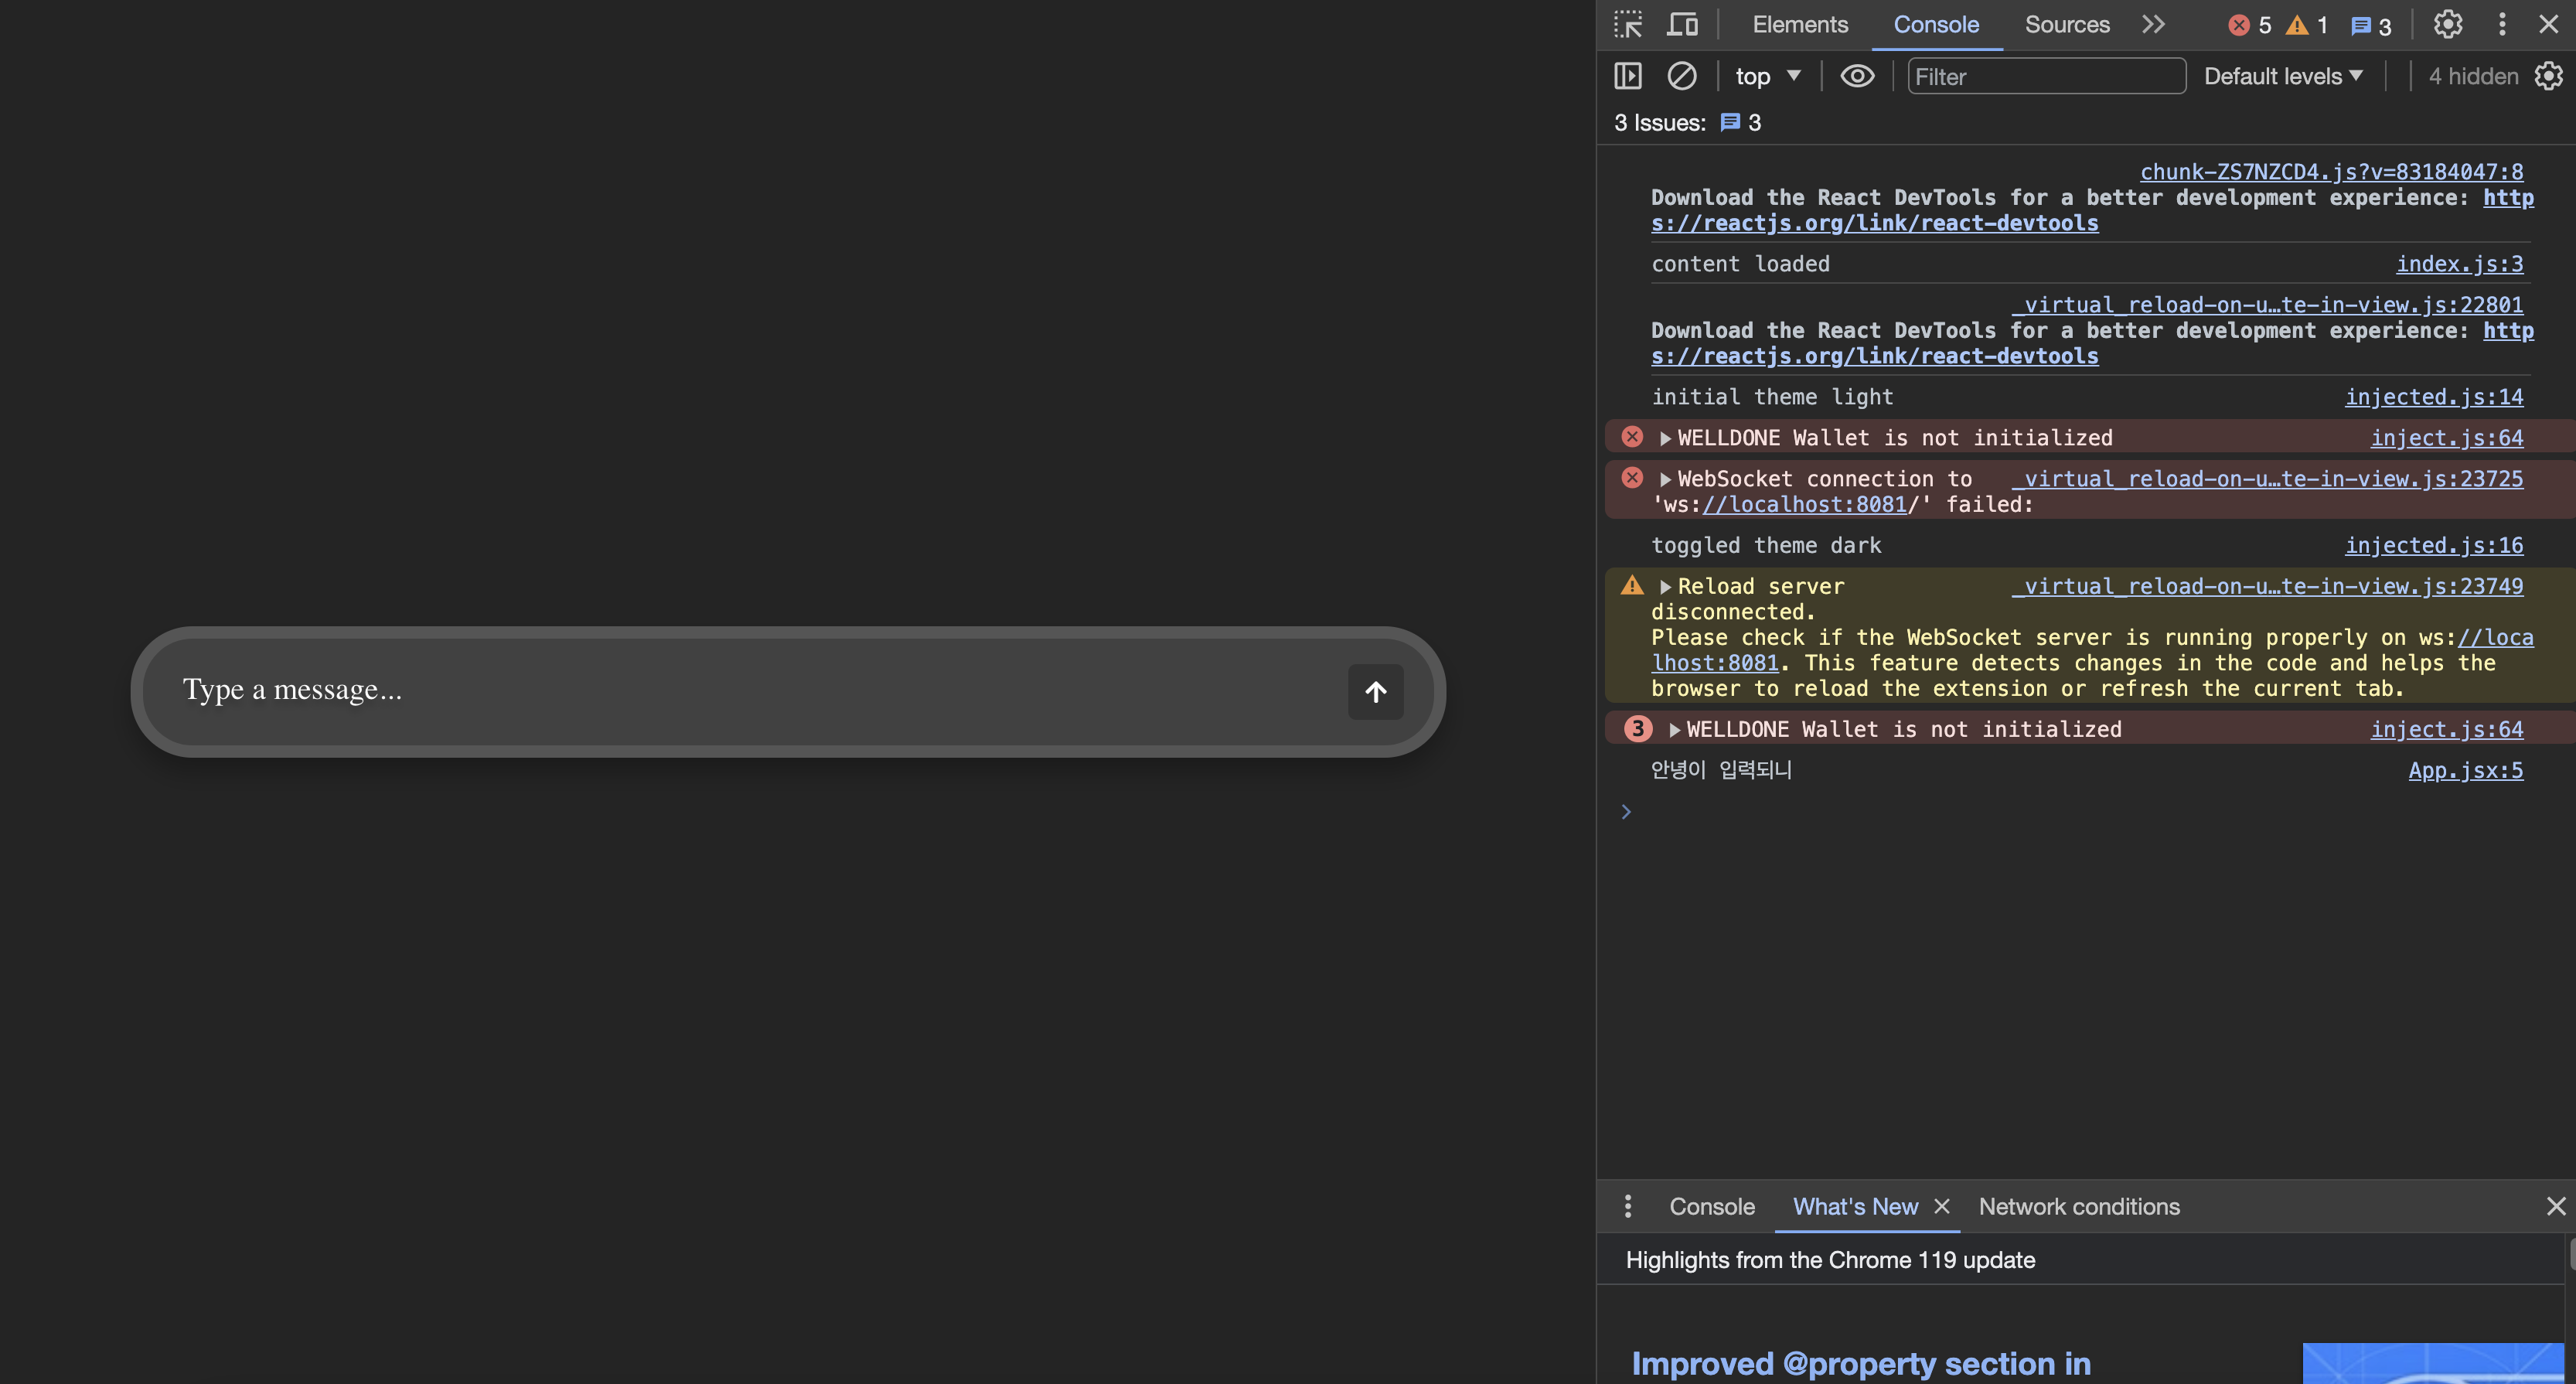 Elements Console Sources 5 1 3
top Filter Default levels 4 hidden
3 Issues: 3
chunk-ZS7NZCD4.js?v=83184047:8
Download the React DevTools for a better development experience: http
s://reactjs.org/link/react-devtools
content loaded index.js:3
_virtual_reload-on-u…te-in-view.js:22801
Download the React DevTools for a better development experience: http
s://reactjs.org/link/react-devtools
initial theme light injected.js:14
WELLDONE Wallet is not initialized inject.js:64
WebSocket connection to _virtual_reload-on-u…te-in-view.js:23725
'ws://localhost:8081/' failed:
toggled theme dark injected.js:16
Reload server _virtual_reload-on-u…te-in-view.js:23749
disconnected.
Please check if the WebSocket server is running properly on ws://loca
lhost:8081. This feature detects changes in the code and helps the
browser to reload the extension or refresh the current tab.
3 WELLDONE Wallet is not initialized inject.js:64
안녕이 입력되니 App.jsx:5
Type a message...
Console What's New Network conditions
Highlights from the Chrome 119 update
Improved @property section in